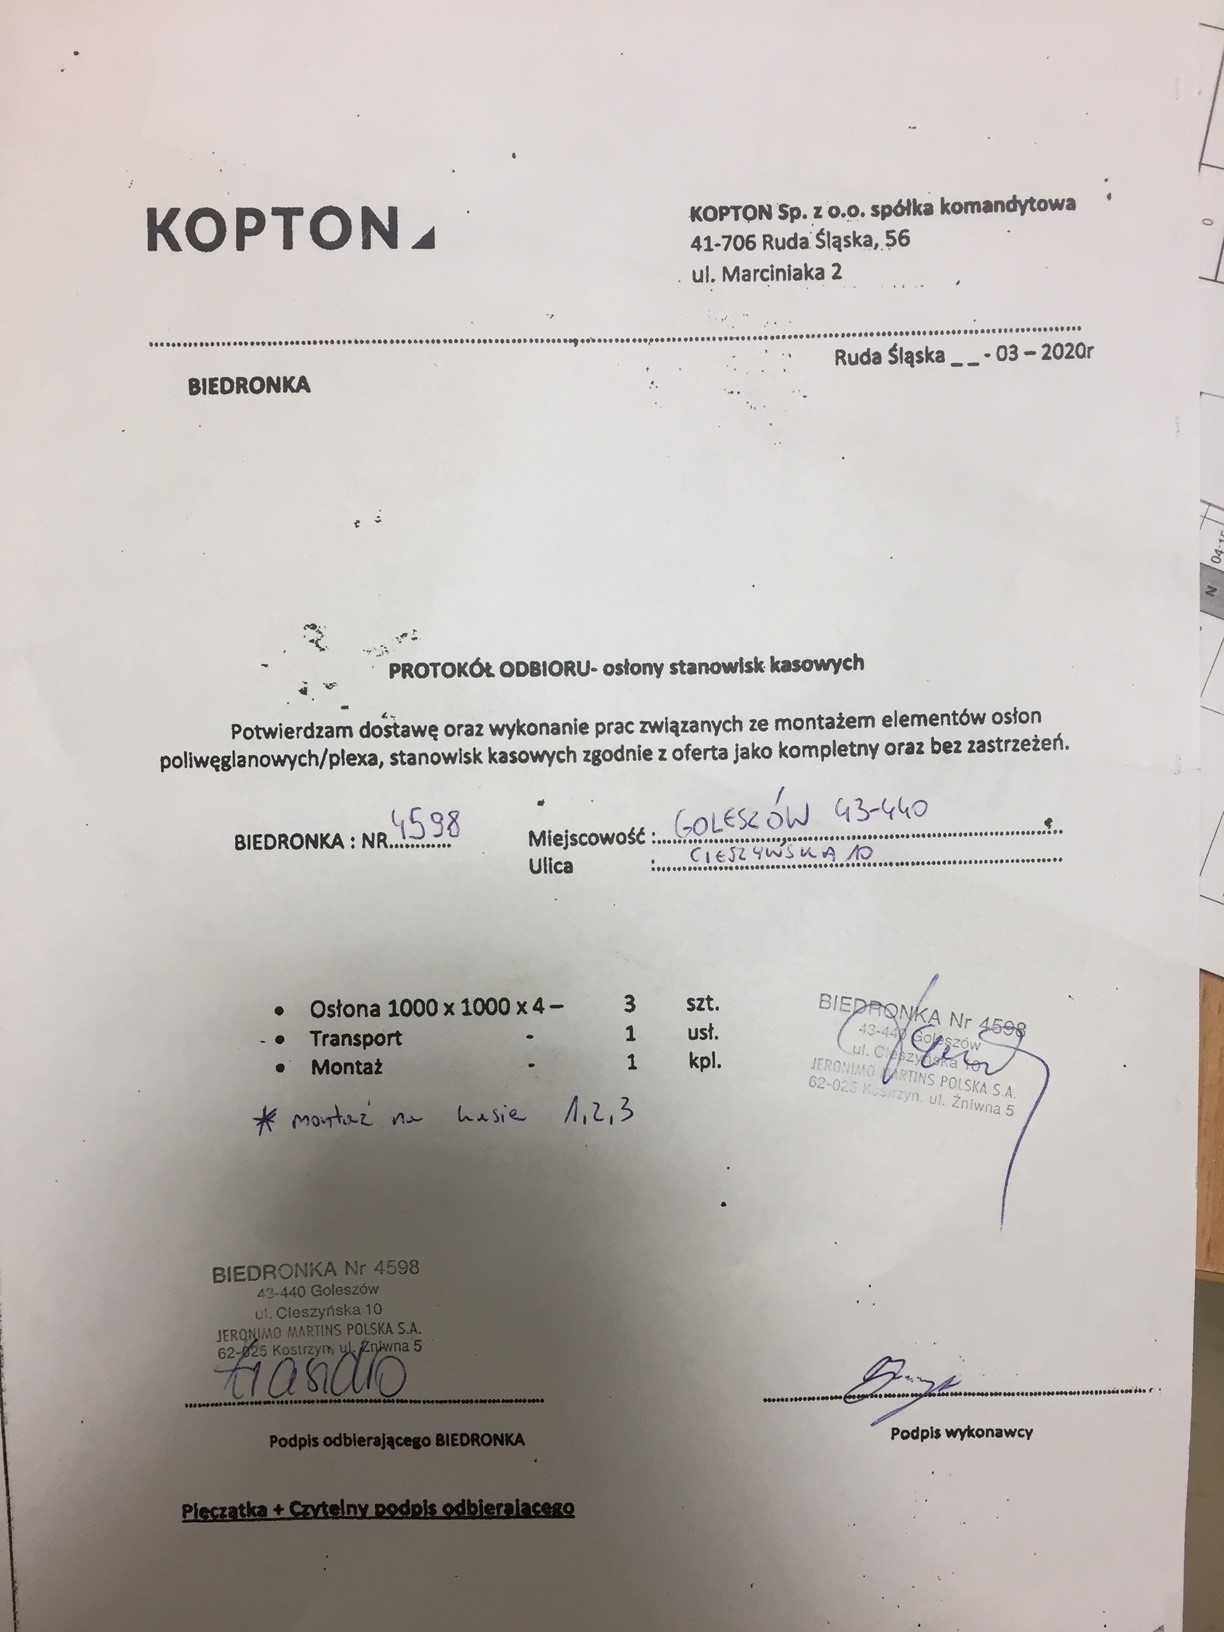 KOPTON
KOPTON Sp. z o.o. spółka komandytowa
41-706 Ruda Śląska, 56
ul. Marciniaka 2
Ruda Śląska _ _ - 03 – 2020r
BIEDRONKA
PROTOKÓŁ ODBIORU- osłony stanowisk kasowych
Potwierdzam dostawę oraz wykonanie prac związanych ze montażem elementów osłon
poliwęglanowych/plexa, stanowisk kasowych zgodnie z oferta jako kompletny oraz bez zastrzeżeń.
BIEDRONKA : NR 4598 Miejscowość : GOLESZÓW 43-440
Ulica : CIESZYŃSKA 10
• Osłona 1000 x 1000 x 4 – 3 szt.
• Transport - 1 usł.
• Montaż - 1 kpl.
* montaż na kasie 1,2,3
BIEDRONKA Nr 4598
43-440 Goleszów
ul. Cieszyńska 10
JERONIMO MARTINS POLSKA S.A.
62-025 Kostrzyn, ul. Żniwna 5
BIEDRONKA Nr 4598
43-440 Goleszów
ul. Cieszyńska 10
JERONIMO MARTINS POLSKA S.A.
62-025 Kostrzyn, ul. Żniwna 5
Podpis odbierającego BIEDRONKA
Podpis wykonawcy
Pieczątka + Czytelny podpis odbierającego